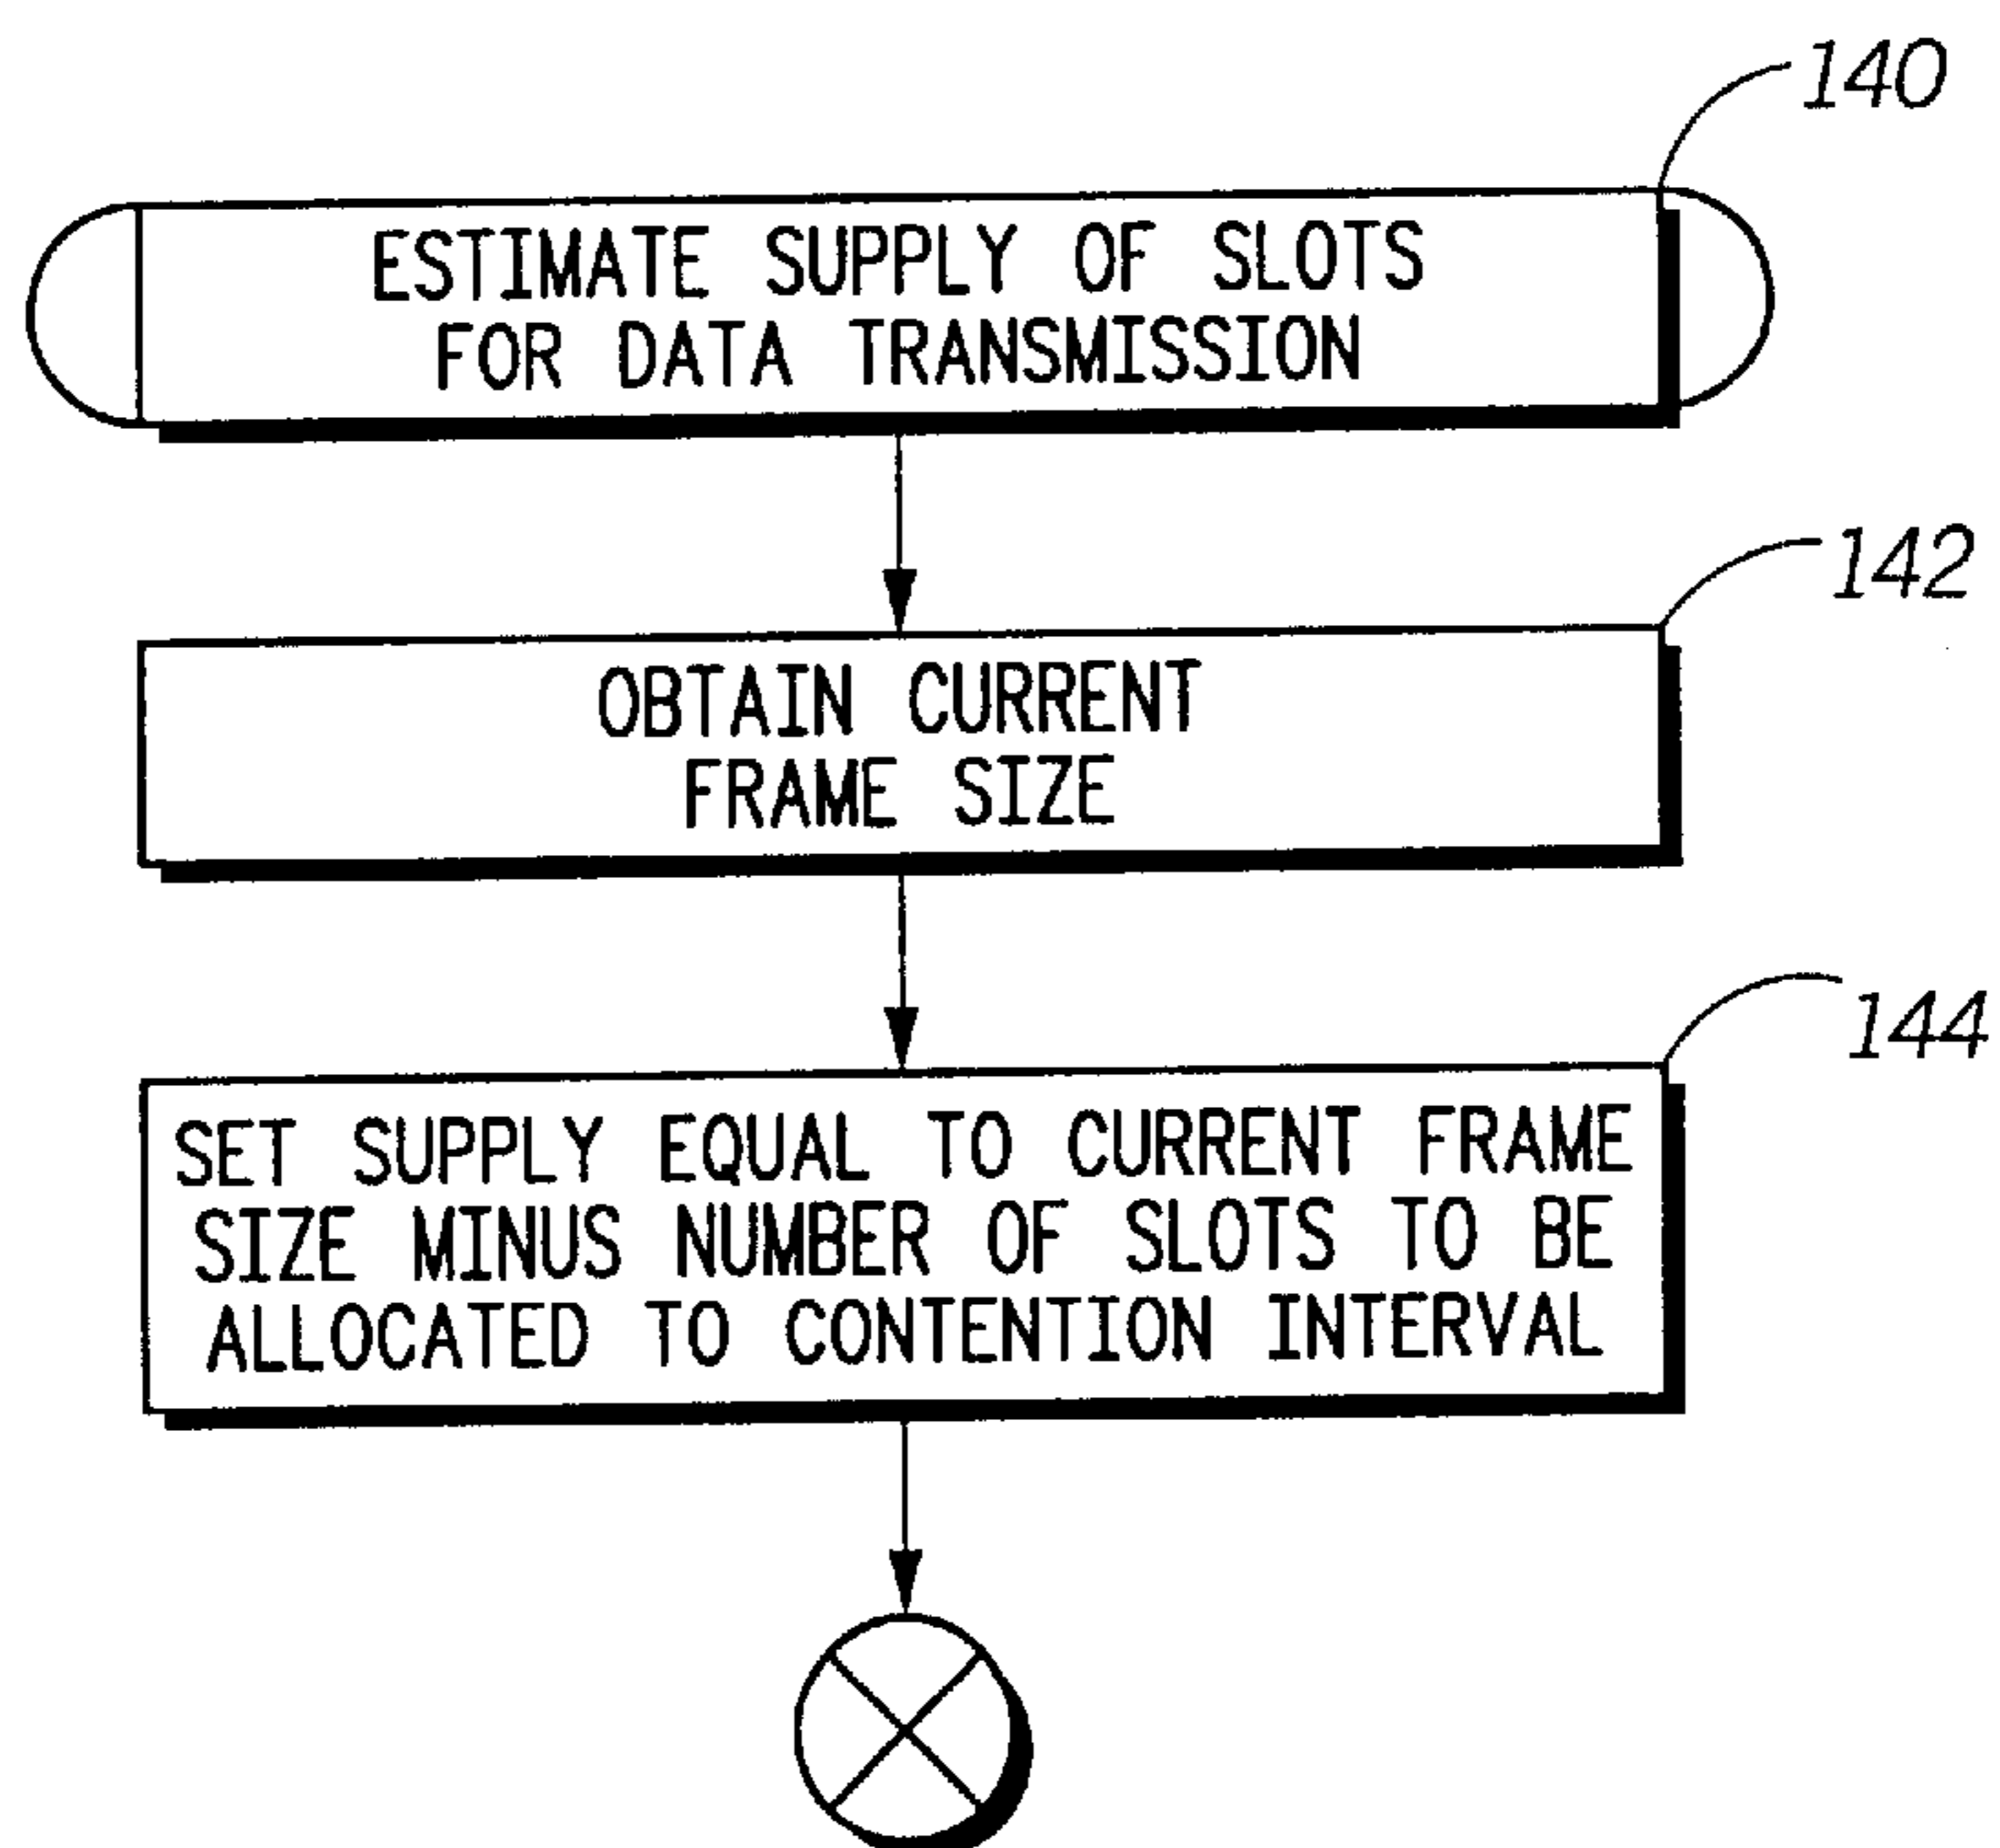 140
ESTIMATE SUPPLY OF SLOTS
FOR DATA TRANSMISSION
142
OBTAIN CURRENT
FRAME SIZE
144
SET SUPPLY EQUAL TO CURRENT FRAME
SIZE MINUS NUMBER OF SLOTS TO BE
ALLOCATED TO CONTENTION INTERVAL